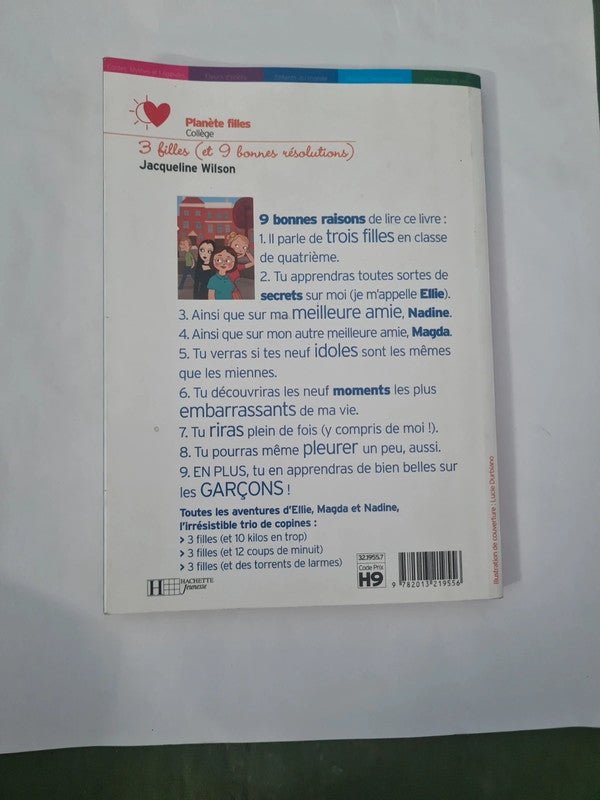 Planète filles
Collège
3 filles (et 9 bonnes résolutions)
Jacqueline Wilson
9 bonnes raisons de lire ce livre :
1. Il parle de trois filles en classe
de quatrième.
2. Tu apprendras toutes sortes de
secrets sur moi (je m'appelle Ellie).
3. Ainsi que sur ma meilleure amie, Nadine.
4. Ainsi que sur mon autre meilleure amie, Magda.
5. Tu verras si tes neuf idoles sont les mêmes
que les miennes.
6. Tu découvriras les neuf moments les plus
embarrassants de ma vie.
7. Tu riras plein de fois (y compris de moi !).
8. Tu pourras même pleurer un peu, aussi.
9. EN PLUS, tu en apprendras de bien belles sur
les GARÇONS !
Toutes les aventures d'Ellie, Magda et Nadine,
l'irrésistible trio de copines :
> 3 filles (et 10 kilos en trop)
> 3 filles (et 12 coups de minuit)
> 3 filles (et des torrents de larmes)
H HACHETTE
Jeunesse
32.1955.7
Code Prix
H9
9 782013 219556
Illustration de couverture : Lucie Durbiano